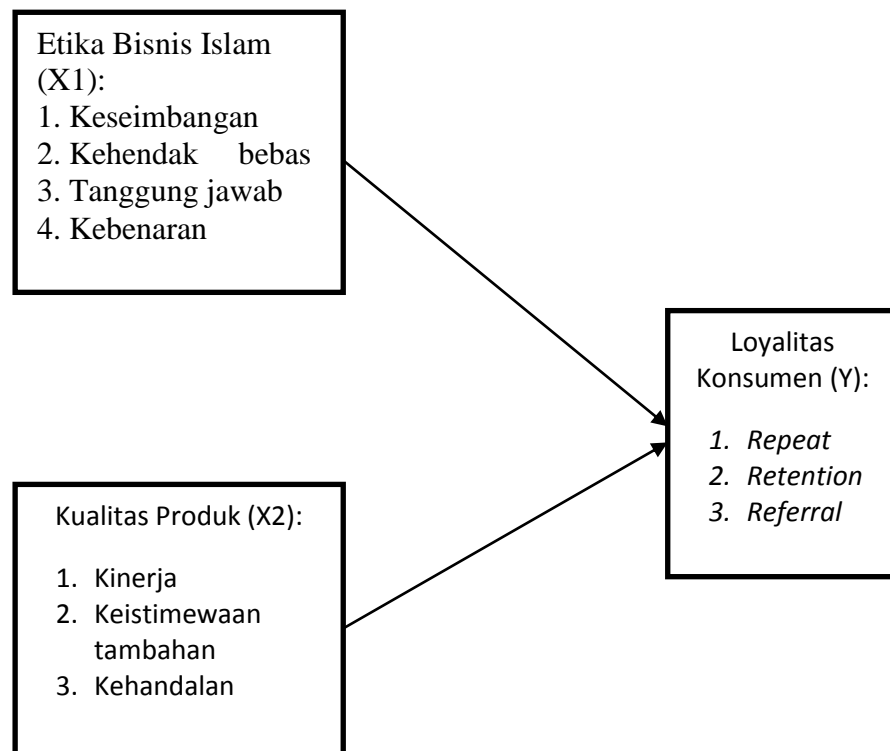 Etika Bisnis Islam
(X1):
1. Keseimbangan
2. Kehendak bebas
3. Tanggung jawab
4. Kebenaran
Loyalitas
Konsumen (Y):
1. Repeat
2. Retention
3. Referral
Kualitas Produk (X2):
1. Kinerja
2. Keistimewaan
tambahan
3. Kehandalan